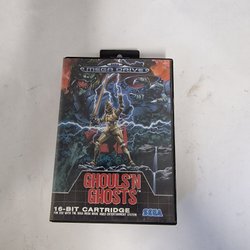 MEGA DRIVE
GHOULS'N
GHOSTS
16-BIT CARTRIDGE
SEGA